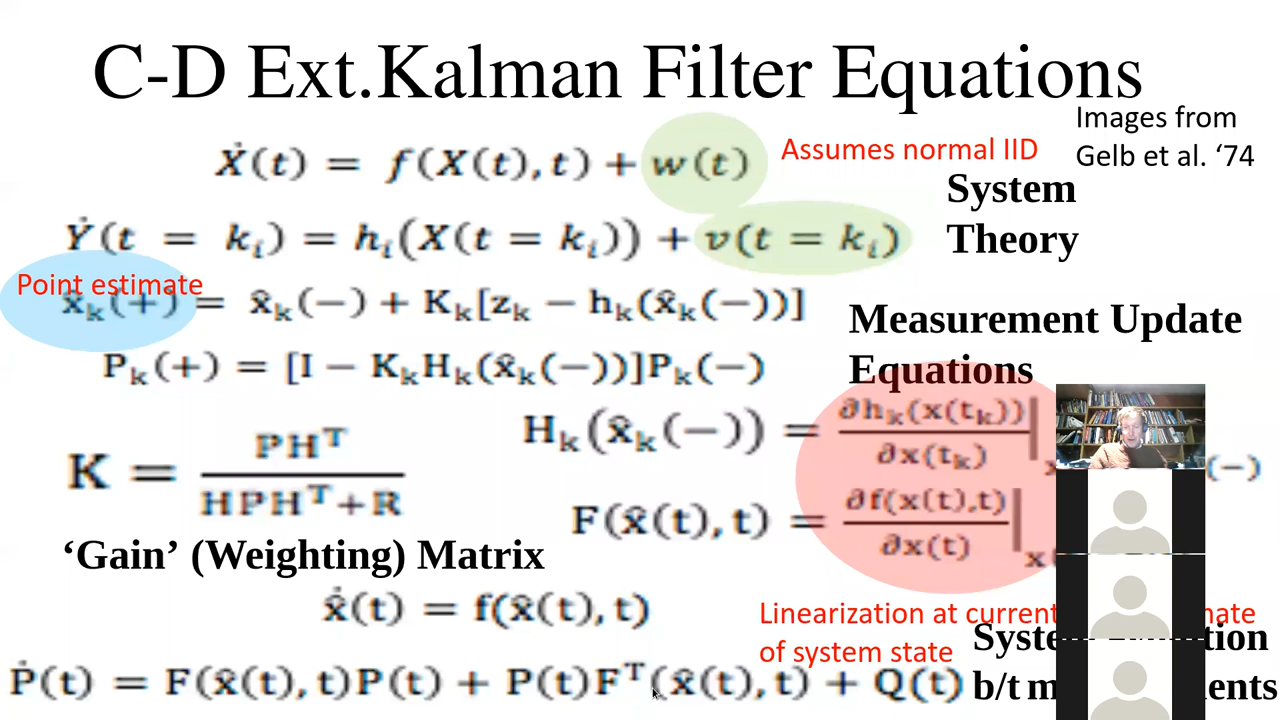 C-D Ext.Kalman Filter Equations
Images from
Gelb et al. ‘74
Ẋ(t) = f(X(t), t) + w(t)
Assumes normal IID
System
Theory
Ẏ(t = kᵢ) = hᵢ(X(t = kᵢ)) + v(t = kᵢ)
Point estimate
x̂ₖ(+) = x̂ₖ(−) + Kₖ[zₖ − hₖ(x̂ₖ(−))]
Measurement Update
Equations
Pₖ(+) = [I − KₖHₖ(x̂ₖ(−))]Pₖ(−)
Hₖ(x̂ₖ(−)) = ∂hₖ(x(tₖ)) / ∂x(tₖ) | (−)
K = PHᵀ / HPHᵀ+R
F(x̂(t), t) = ∂f(x(t),t) / ∂x(t) |
‘Gain’ (Weighting) Matrix
x̂̇(t) = f(x̂(t), t)
Linearization at current
of system state
b/t
Ṗ(t) = F(x̂(t), t)P(t) + P(t)Fᵀ(x̂(t), t) + Q(t)